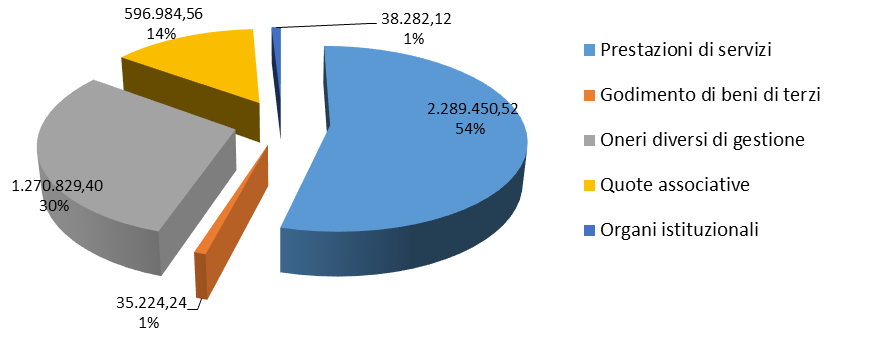 596.984,56
14%
38.282,12
1%
2.289.450,52
54%
1.270.829,40
30%
35.224,24
1%
Prestazioni di servizi
Godimento di beni di terzi
Oneri diversi di gestione
Quote associative
Organi istituzionali